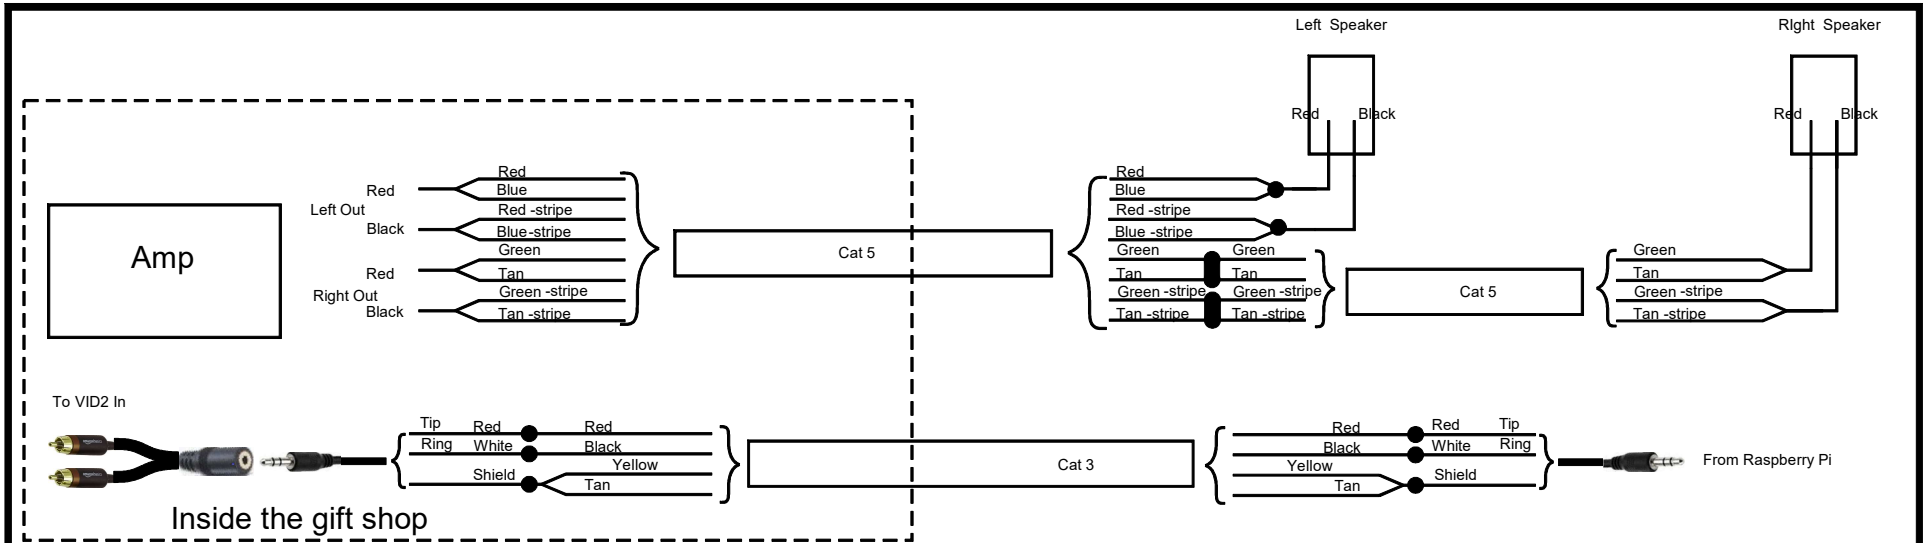 Left Speaker
RIght Speaker
Red Black
Red Black
Red
Blue
Red -stripe
Blue-stripe
Green
Tan
Green -stripe
Tan -stripe
Red
Left Out
Black
Red
Right Out
Black
Amp
Cat 5
Red
Blue
Red -stripe
Blue -stripe
Green
Tan
Green -stripe
Tan -stripe
Green
Tan
Green -stripe
Tan -stripe
Cat 5
Green
Tan
Green -stripe
Tan -stripe
To VID2 In
Tip Red Red
Ring White Black
Yellow
Shield
Tan
Cat 3
Red Red Tip
Black White Ring
Yellow
Shield
Tan
From Raspberry Pi
Inside the gift shop